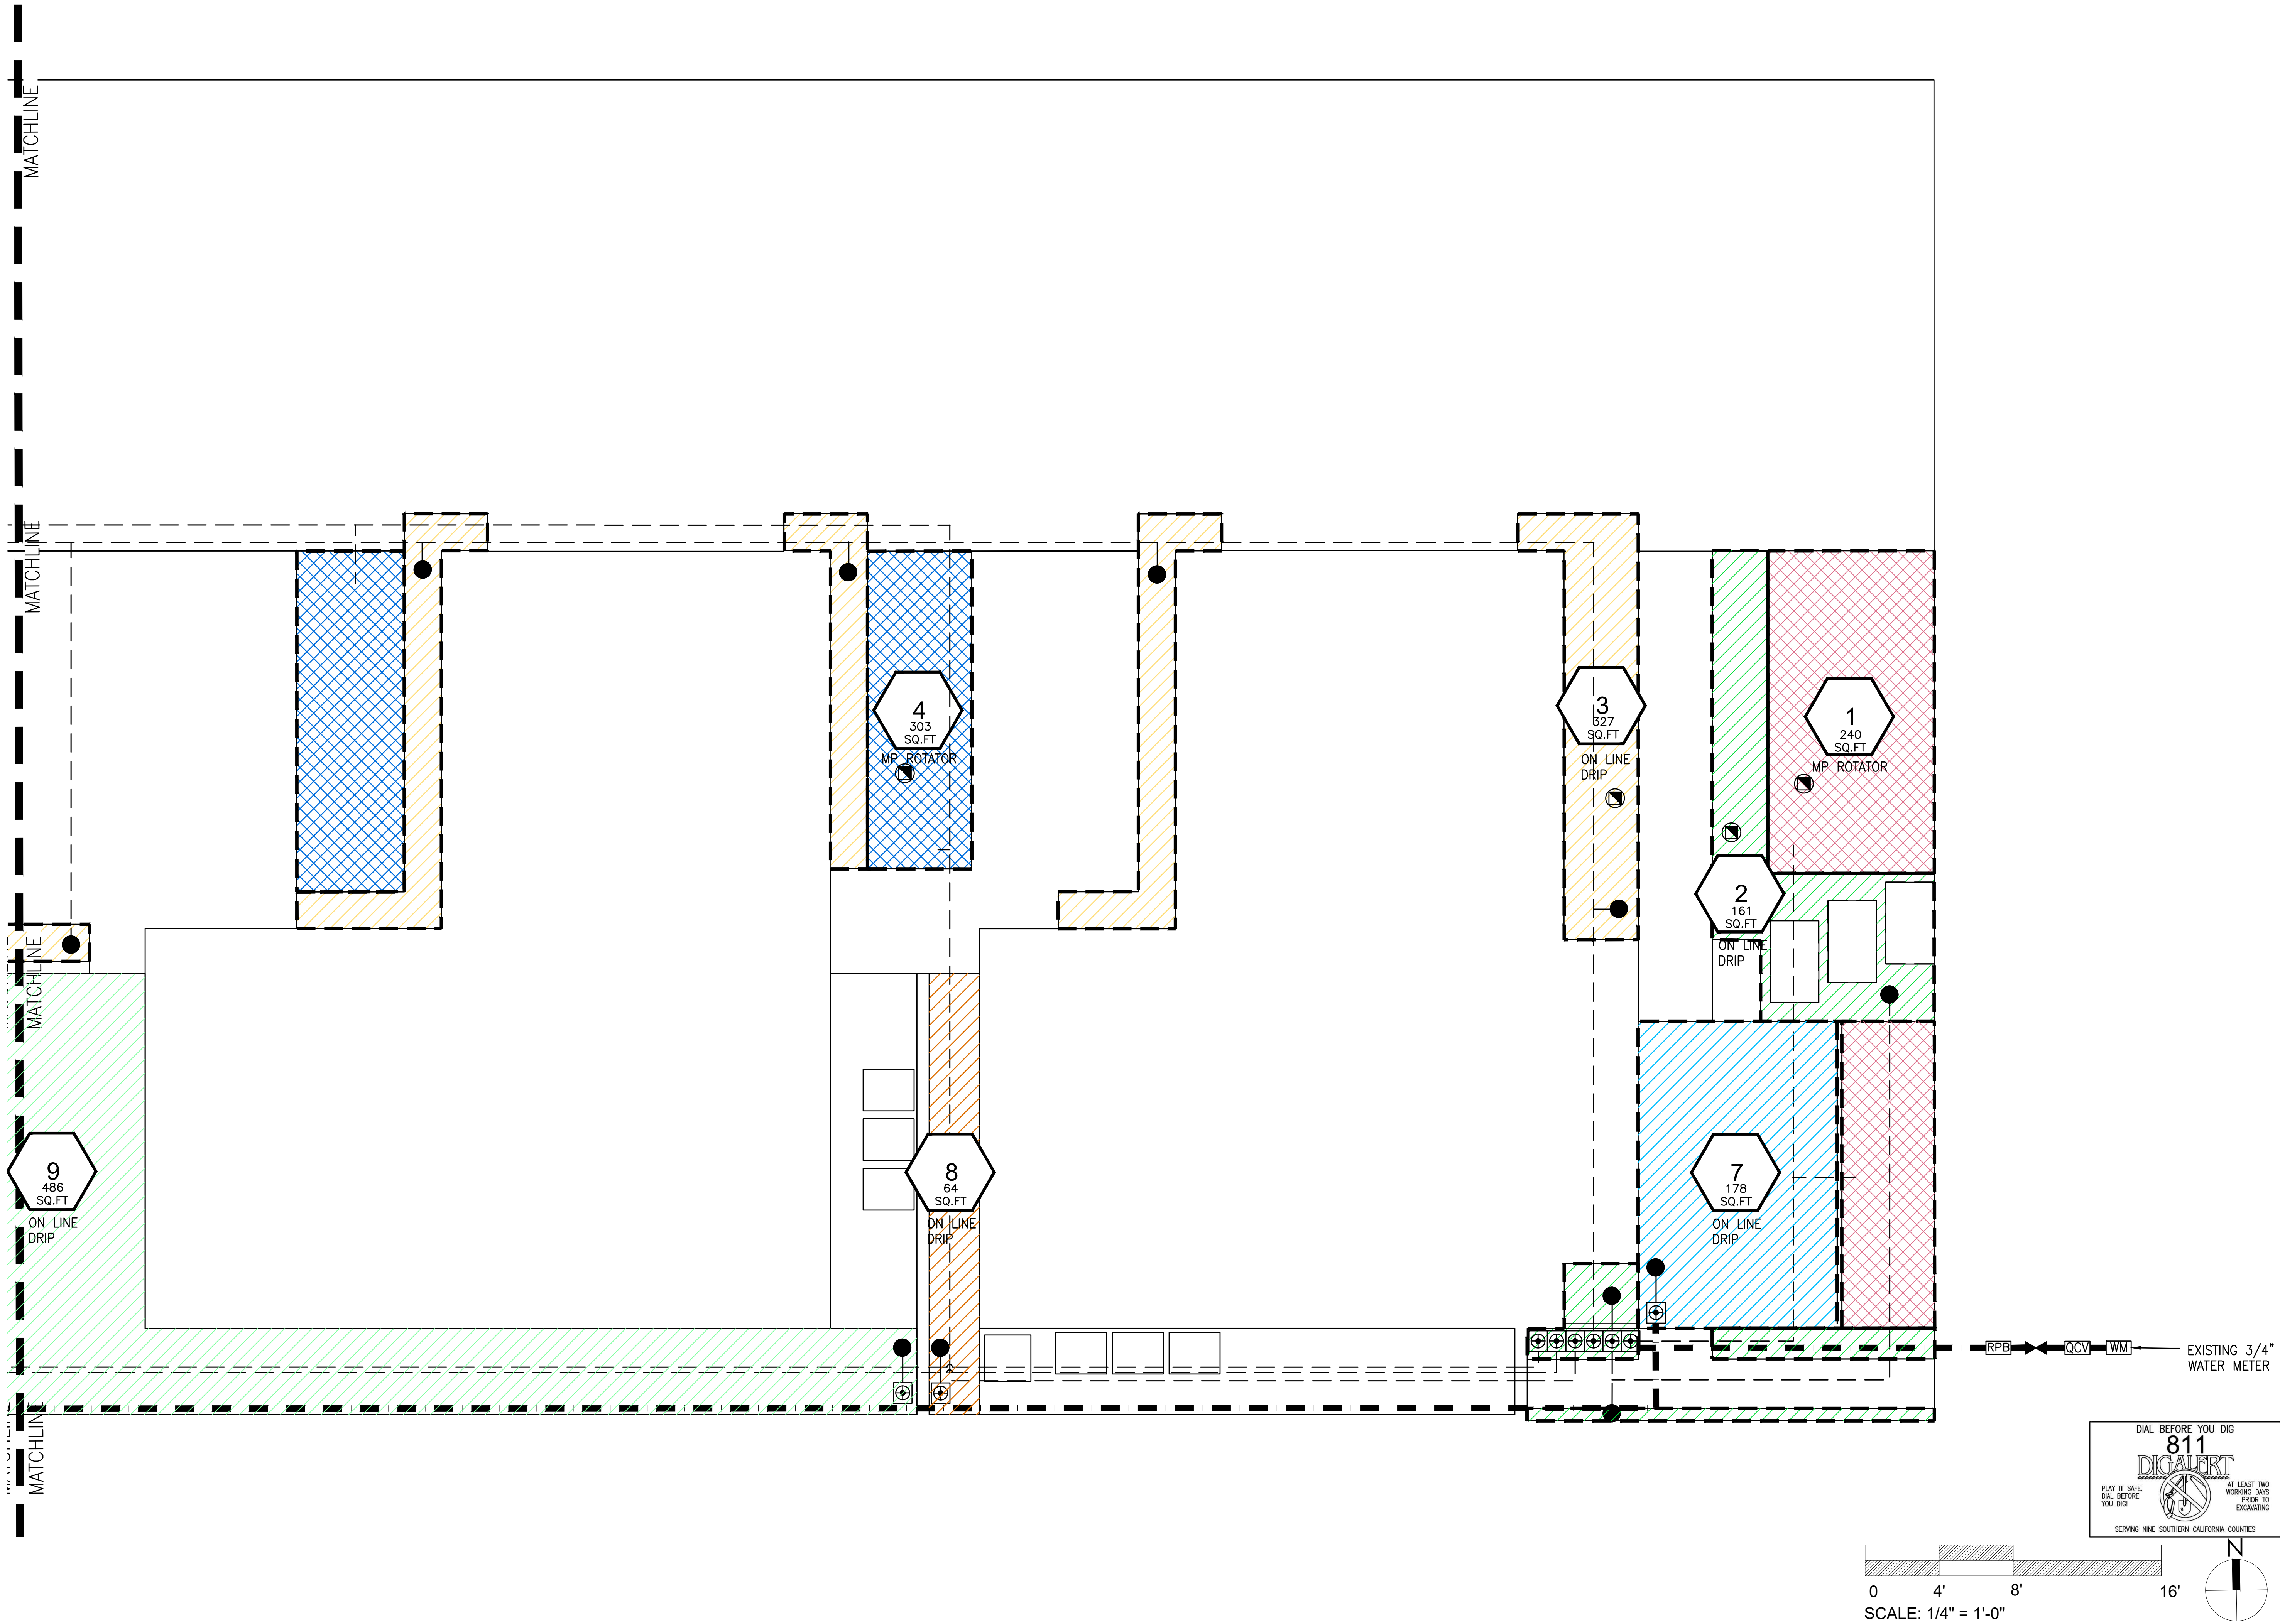 MATCHLINE
MATCHLINE
4
303
SQ.FT
MP ROTATOR
3
327
SQ.FT
ON LINE
DRIP
1
240
SQ.FT
MP ROTATOR
2
161
SQ.FT
ON LINE
DRIP
MATCHLINE
9
486
SQ.FT
ON LINE
DRIP
8
64
SQ.FT
ON LINE
DRIP
7
178
SQ.FT
ON LINE
DRIP
RPB
QCV
WM
EXISTING 3/4"
WATER METER
MATCHLINE
DIAL BEFORE YOU DIG
811
DIGALERT
PLAY IT SAFE.
DIAL BEFORE
YOU DIG!
AT LEAST TWO
WORKING DAYS
PRIOR TO
EXCAVATING
SERVING NINE SOUTHERN CALIFORNIA COUNTIES
N
0 4' 8' 16'
SCALE: 1/4" = 1'-0"